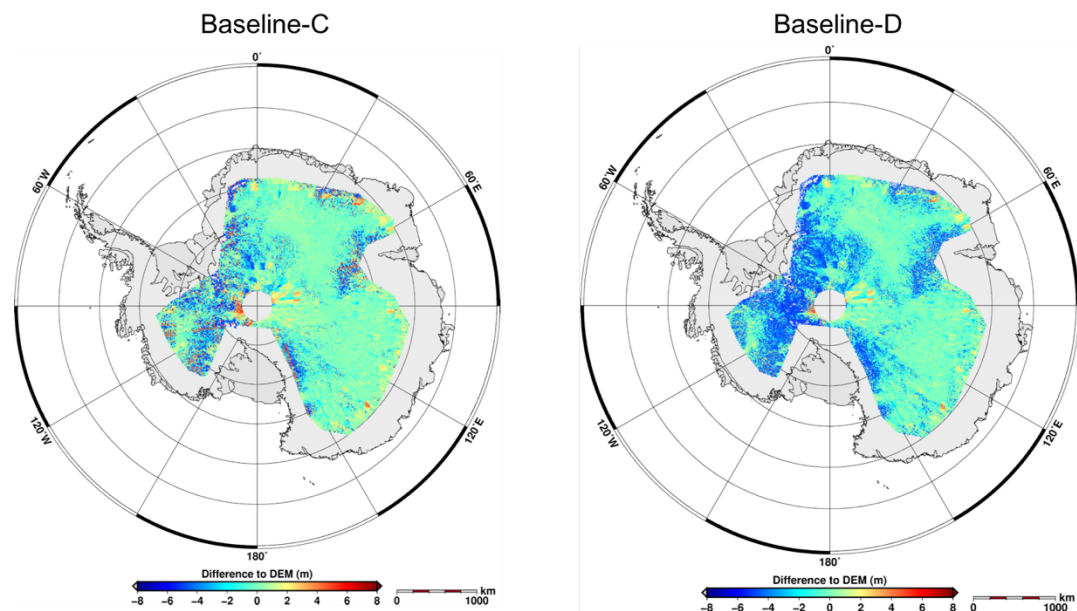 Baseline-C
Baseline-D
0˚
60˚W
60˚E
120˚W
120˚E
180˚
Difference to DEM (m)
−8 −6 −4 −2 0 2 4 6 8
km
0 1000
0˚
60˚W
60˚E
120˚W
120˚E
180˚
Difference to DEM (m)
−8 −6 −4 −2 0 2 4 6 8
km
0 1000